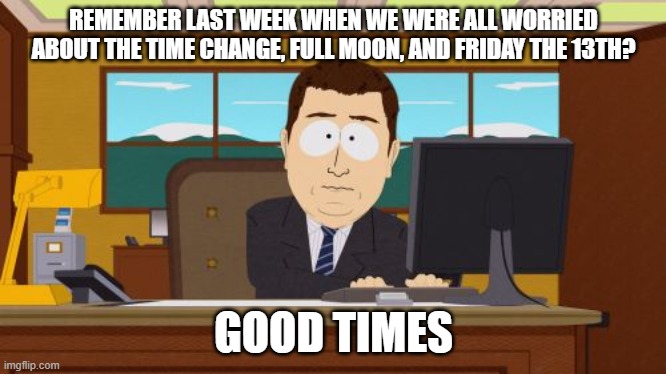 REMEMBER LAST WEEK WHEN WE WERE ALL WORRIED
ABOUT THE TIME CHANGE, FULL MOON, AND FRIDAY THE 13TH?
GOOD TIMES
imgflip.com